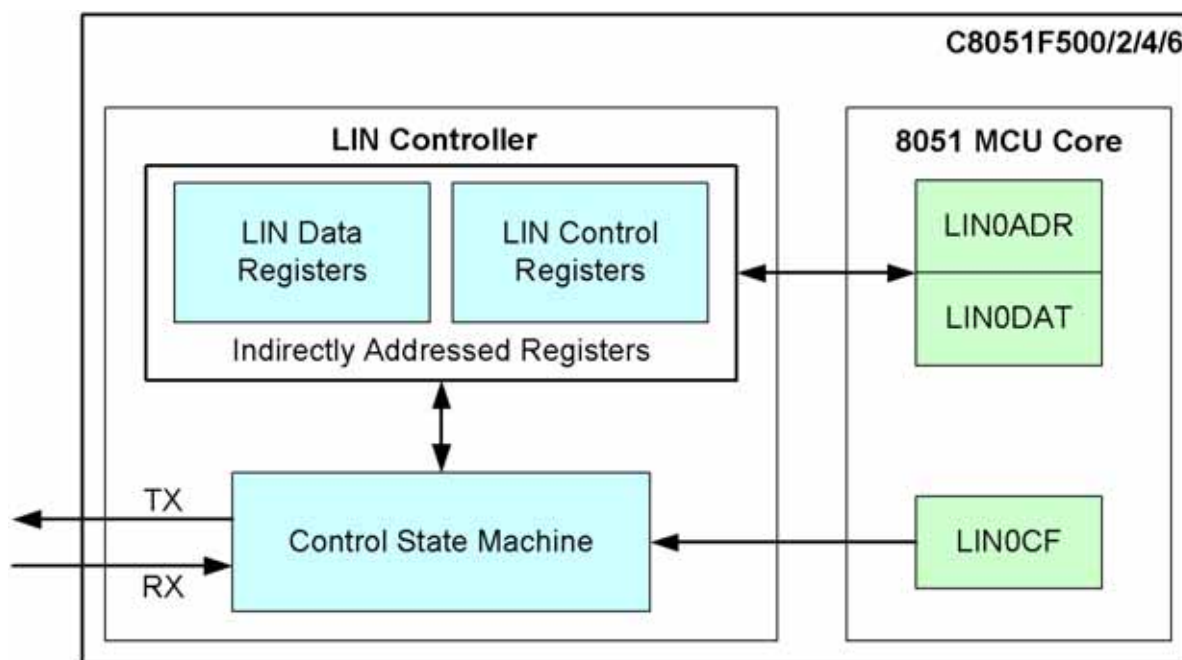 C8051F500/2/4/6
LIN Controller
8051 MCU Core
LIN Data
Registers
LIN Control
Registers
Indirectly Addressed Registers
LIN0ADR
LIN0DAT
TX
RX
Control State Machine
LIN0CF